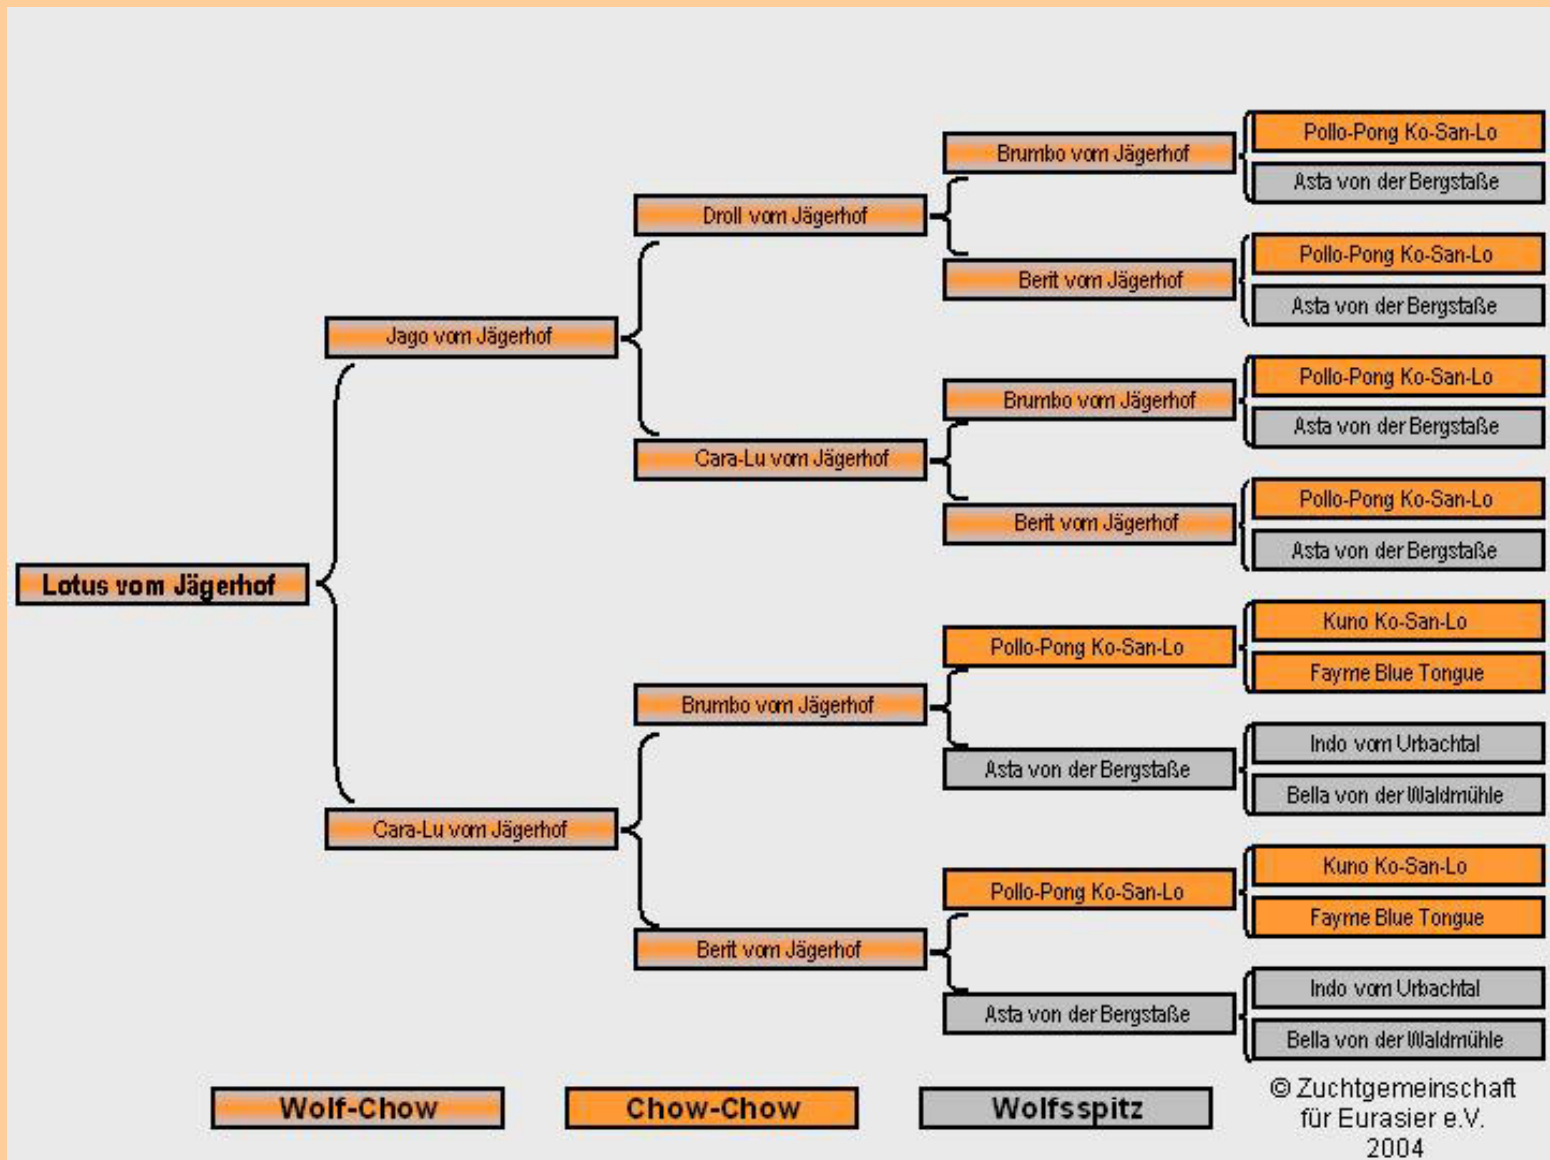 Pollo-Pong Ko-San-Lo
Brumbo vom Jägerhof
Asta von der Bergstaße
Droll vom Jägerhof
Pollo-Pong Ko-San-Lo
Berit vom Jägerhof
Asta von der Bergstaße
Jago vom Jägerhof
Pollo-Pong Ko-San-Lo
Brumbo vom Jägerhof
Asta von der Bergstaße
Cara-Lu vom Jägerhof
Pollo-Pong Ko-San-Lo
Berit vom Jägerhof
Asta von der Bergstaße
Lotus vom Jägerhof
Kuno Ko-San-Lo
Pollo-Pong Ko-San-Lo
Fayme Blue Tongue
Brumbo vom Jägerhof
Indo vom Urbachtal
Asta von der Bergstaße
Bella von der Waldmühle
Cara-Lu vom Jägerhof
Kuno Ko-San-Lo
Pollo-Pong Ko-San-Lo
Fayme Blue Tongue
Berit vom Jägerhof
Indo vom Urbachtal
Asta von der Bergstaße
Bella von der Waldmühle
Wolf-Chow
Chow-Chow
Wolfsspitz
© Zuchtgemeinschaft
für Eurasier e.V.
2004